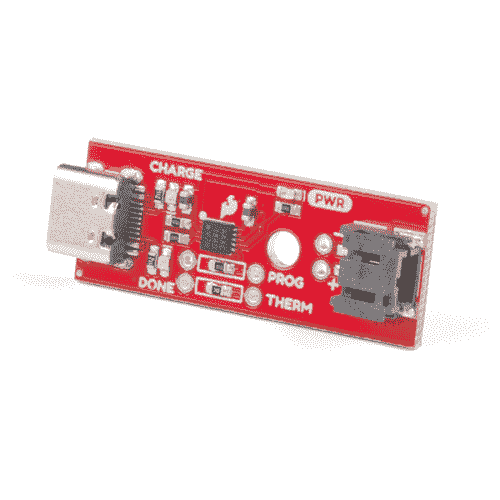 CHARGE
PWR
DONE
PROG
THERM
+